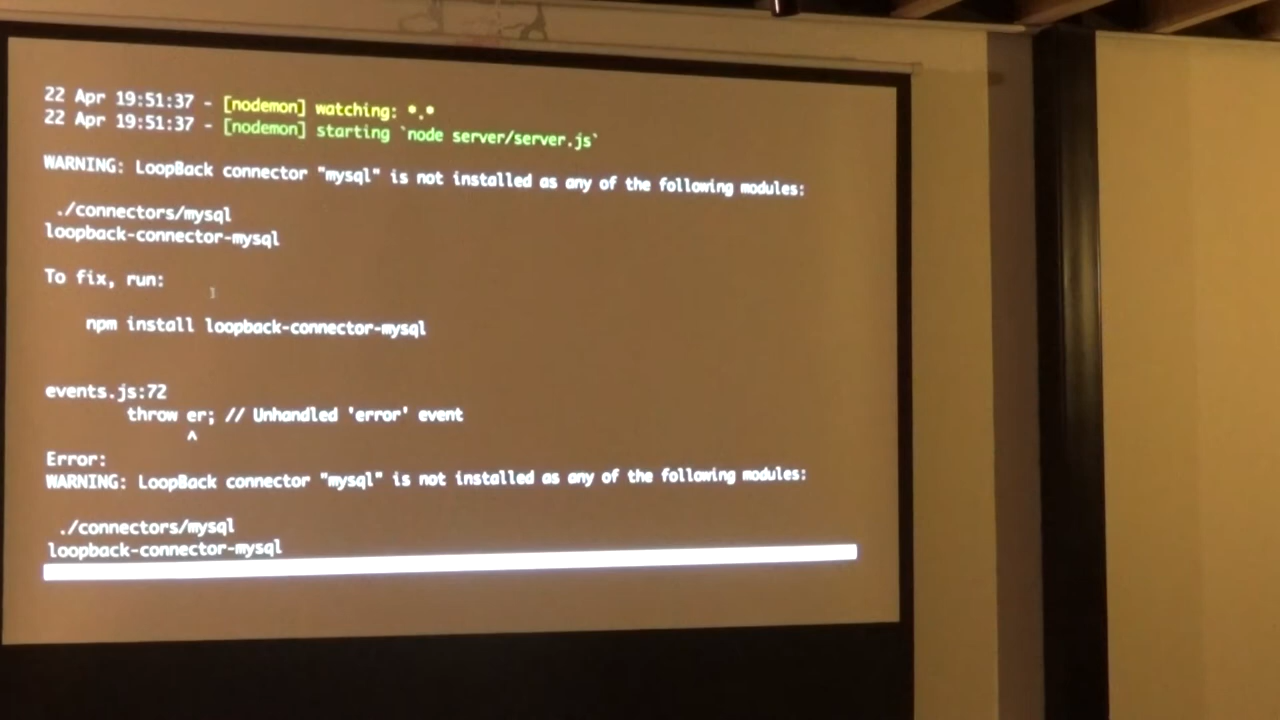 22 Apr 19:51:37 - [nodemon] watching: *.*
22 Apr 19:51:37 - [nodemon] starting `node server/server.js`
WARNING: LoopBack connector "mysql" is not installed as any of the following modules:
./connectors/mysql
loopback-connector-mysql
To fix, run:
npm install loopback-connector-mysql
events.js:72
throw er; // Unhandled 'error' event
^
Error:
WARNING: LoopBack connector "mysql" is not installed as any of the following modules:
./connectors/mysql
loopback-connector-mysql